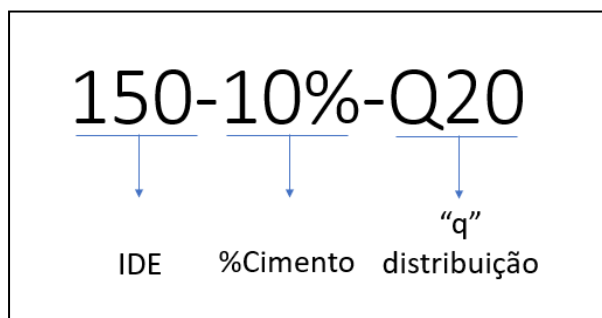 150-10%-Q20
IDE
%Cimento
“q”
distribuição